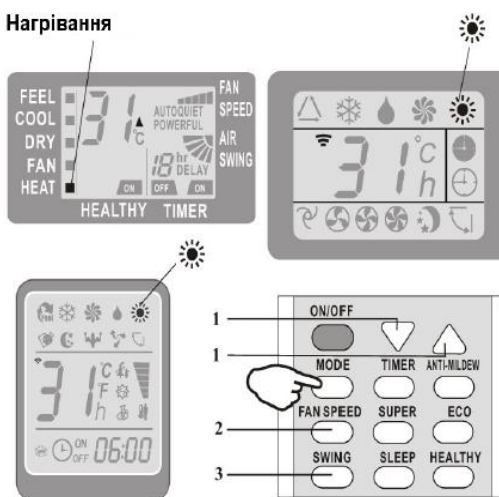 Нагрівання
FEEL
COOL
DRY
FAN
HEAT
31 °C
AUTO QUIET
POWERFUL
FAN
SPEED
AIR
SWING
18 hr
DELAY
ON OFF ON
HEALTHY TIMER
31 °C
h
31 °C
°F
h
ON
OFF 06:00
ON/OFF
1
1
MODE TIMER ANTI-MILDEW
FAN SPEED SUPER ECO
2
SWING SLEEP HEALTHY
3